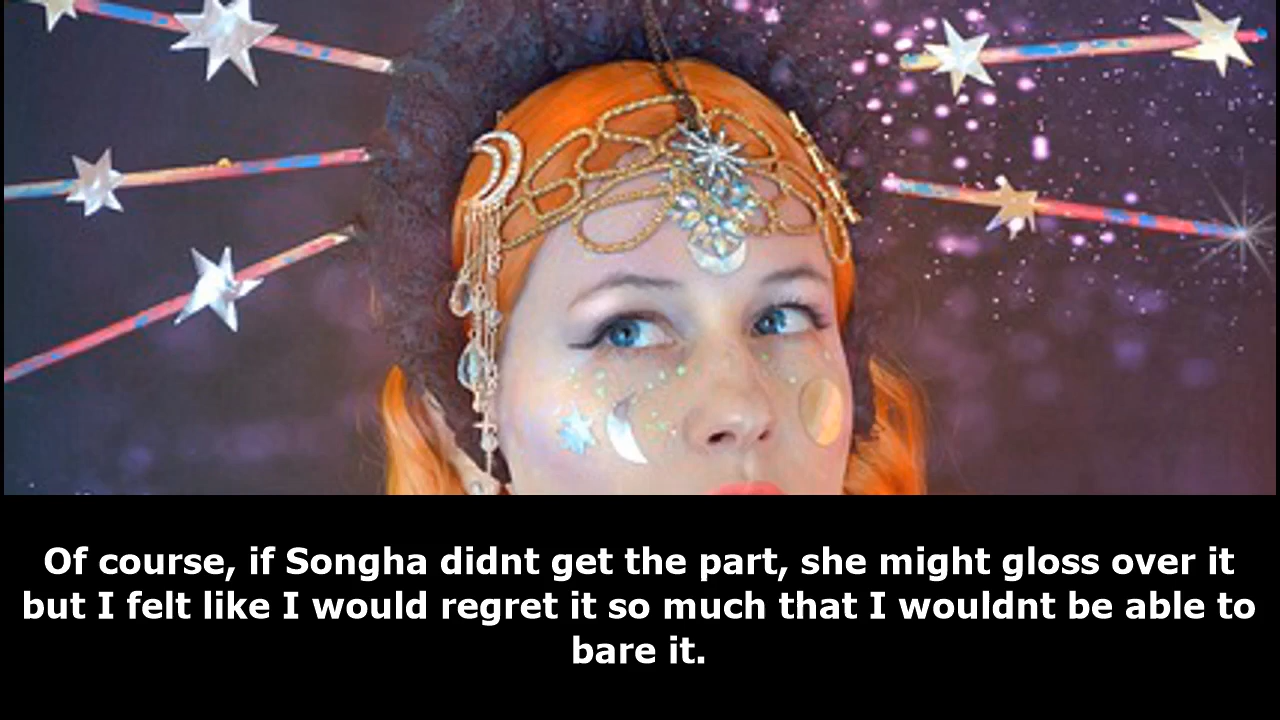 Of course, if Songha didnt get the part, she might gloss over it
but I felt like I would regret it so much that I wouldnt be able to
bare it.